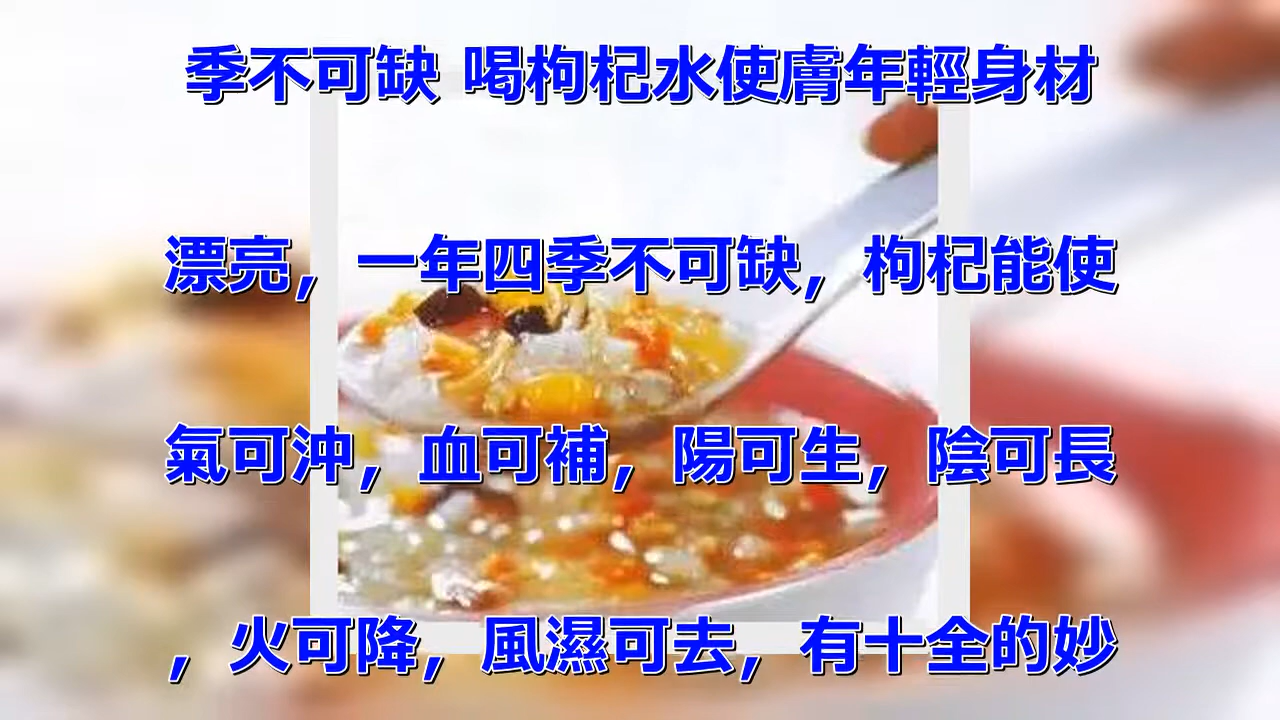 季不可缺 喝枸杞水使膚年輕身材
漂亮，一年四季不可缺，枸杞能使
氣可沖，血可補，陽可生，陰可長
，火可降，風濕可去，有十全的妙